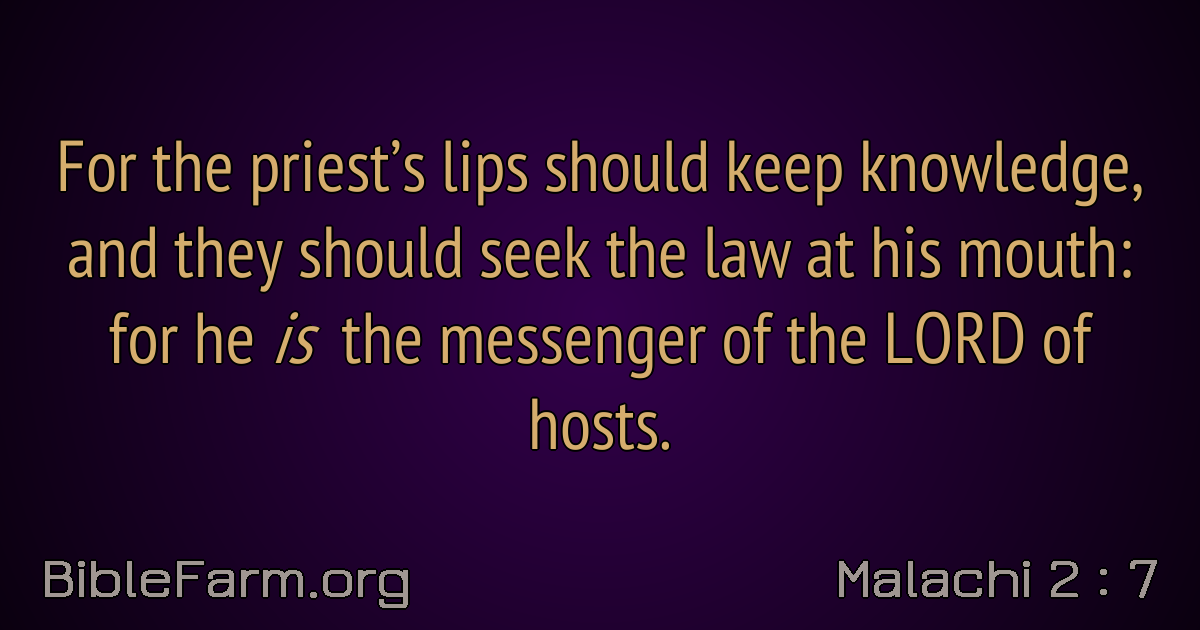 For the priest’s lips should keep knowledge,
and they should seek the law at his mouth:
for he is the messenger of the LORD of
hosts.
BibleFarm.org
Malachi 2 : 7